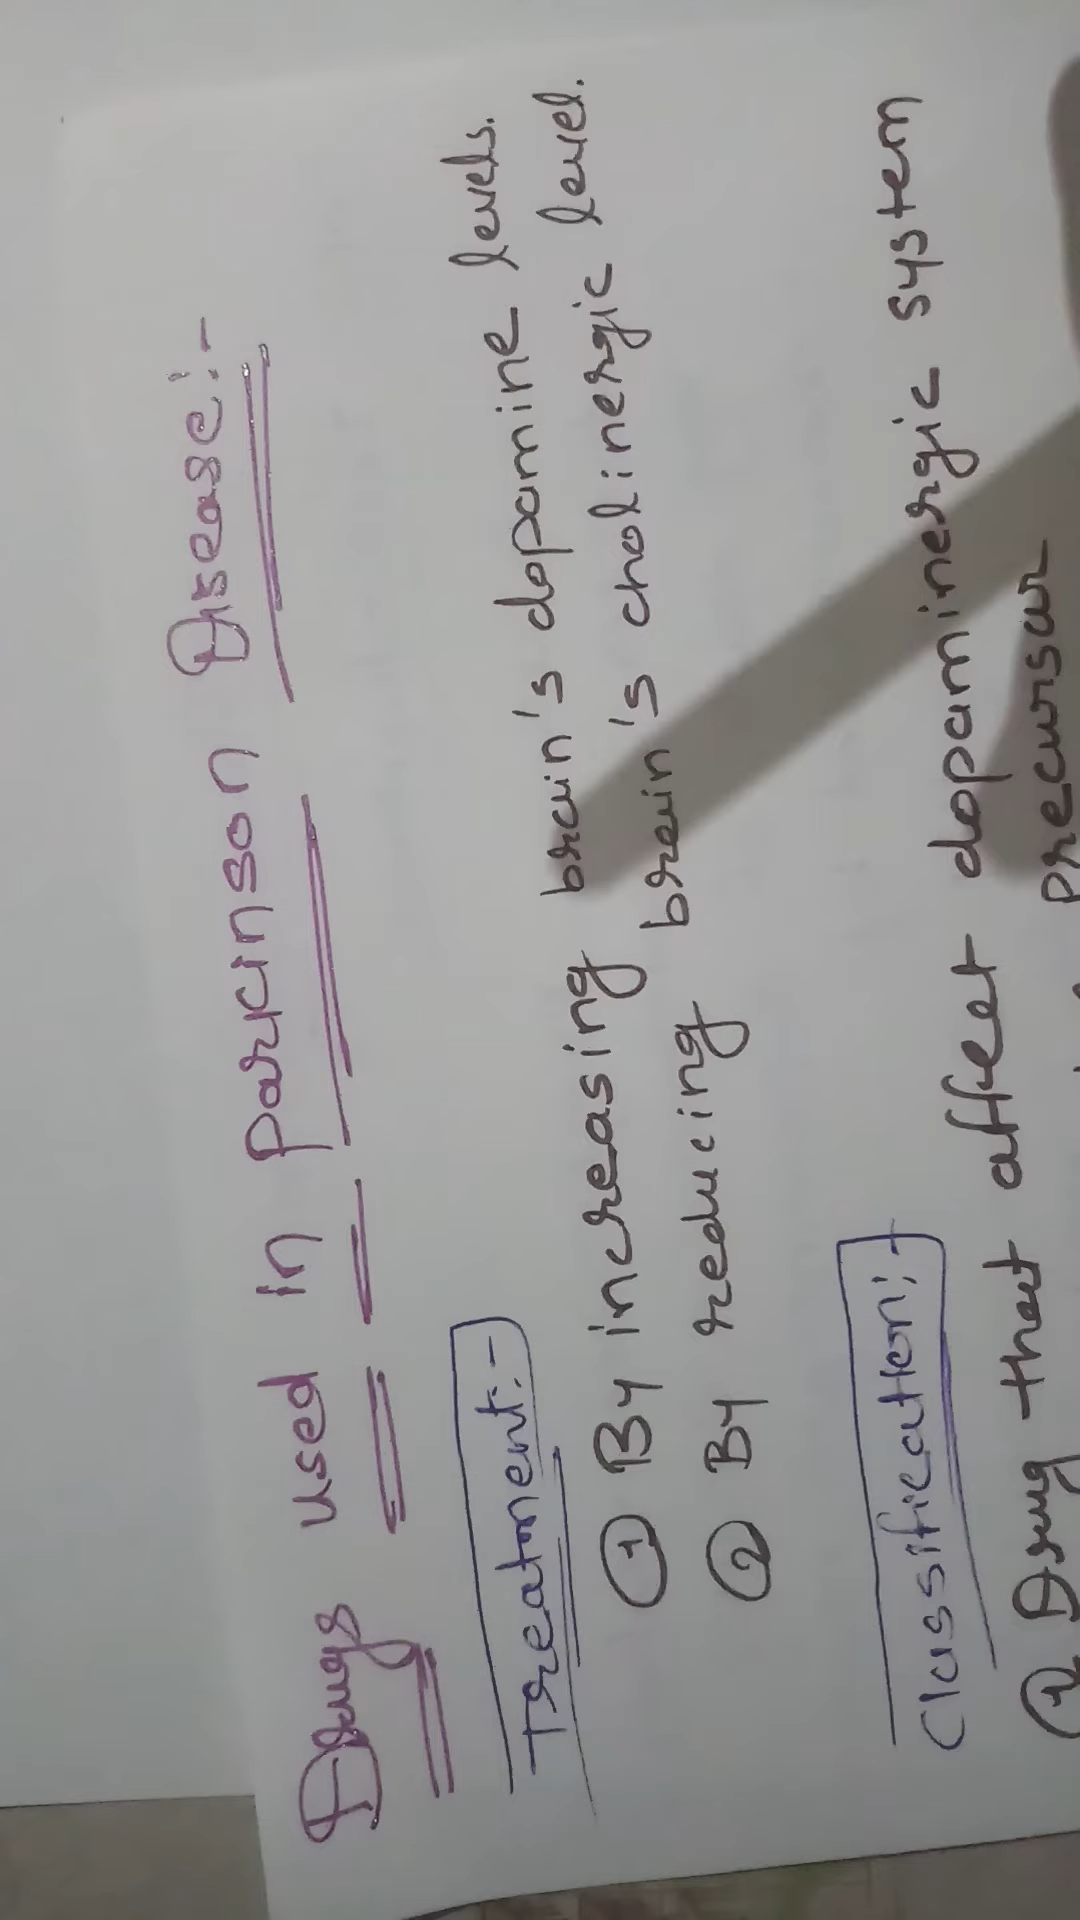 Drugs used in Parkinson Disease:-
Treatment:-
① By increasing brain's dopamine levels.
② By reducing brain's cholinergic level.
Classification:-
① Drug that affect dopaminergic system
Precursor